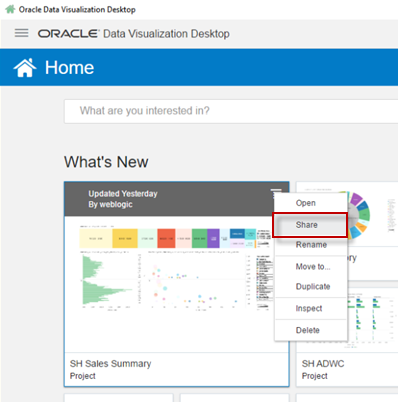 Oracle Data Visualization Desktop
ORACLE Data Visualization Desktop
Home
What are you interested in?
What's New
Updated Yesterday
By weblogic
Open
Share
Rename
Move to...
Duplicate
Inspect
Delete
SH Sales Summary
Project
SH ADWC
Project